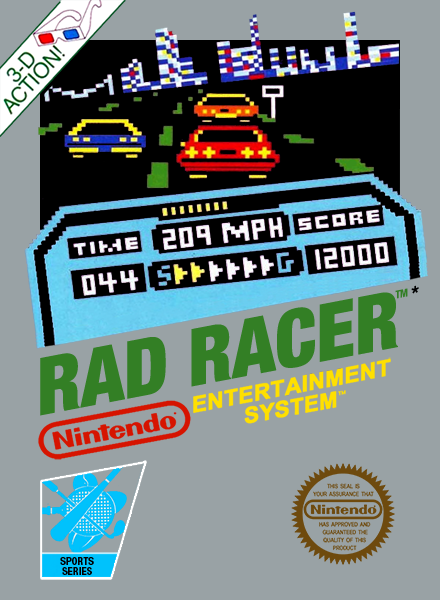 3-D
ACTION!
TIME 209 MPH SCORE
044 S G 12000
RAD RACER™*
Nintendo®
ENTERTAINMENT
SYSTEM™
SPORTS
SERIES
THIS SEAL IS
YOUR ASSURANCE THAT
Nintendo
HAS APPROVED AND
GUARANTEED THE
QUALITY OF THIS
PRODUCT